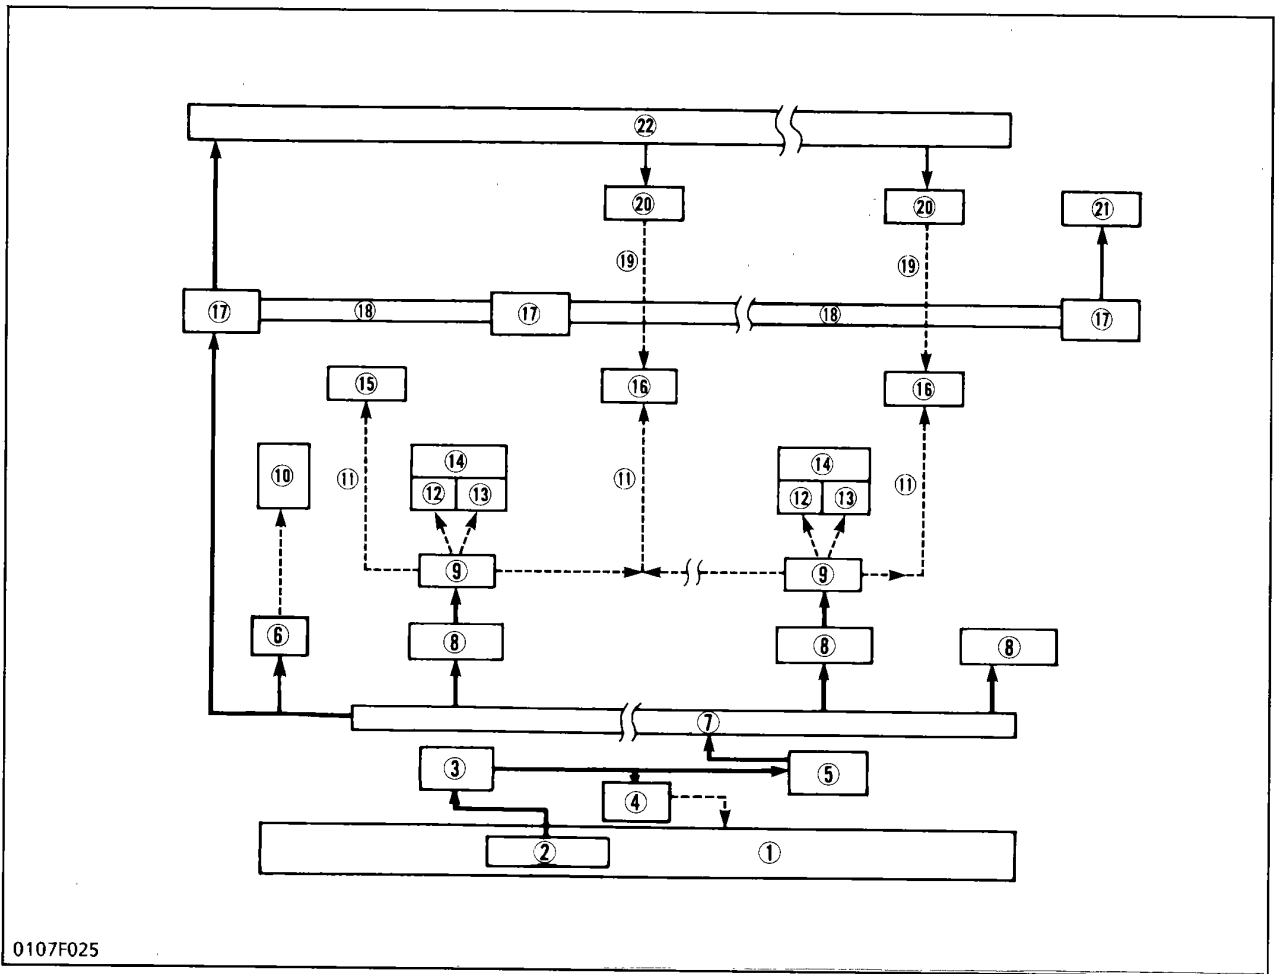 ㉒
⑳ ⑳ ㉑
⑲ ⑲
⑰ ⑱ ⑰ ⑱ ⑰
⑮ ⑯ ⑯
⑩ ⑪ ⑭ ⑪ ⑭ ⑪
⑫ ⑬ ⑫ ⑬
⑨ ⑨
⑥ ⑧ ⑧ ⑧
⑦
③ ⑤
④
② ①
0107F025